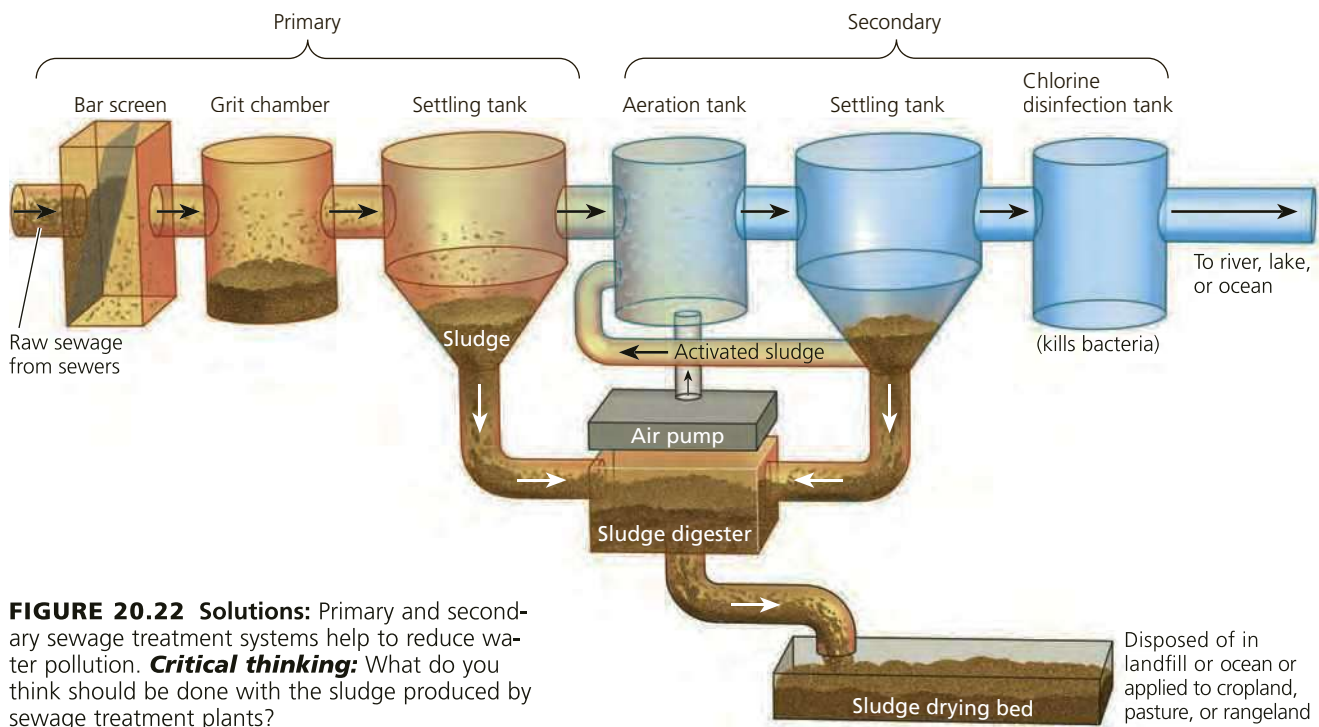 Primary
Secondary
Bar screen
Grit chamber
Settling tank
Aeration tank
Settling tank
Chlorine
disinfection tank
Raw sewage
from sewers
Sludge
Activated sludge
Air pump
Sludge digester
(kills bacteria)
To river, lake,
or ocean
Sludge drying bed
Disposed of in
landfill or ocean or
applied to cropland,
pasture, or rangeland
FIGURE 20.22 Solutions: Primary and second-
ary sewage treatment systems help to reduce wa-
ter pollution. Critical thinking: What do you
think should be done with the sludge produced by
sewage treatment plants?